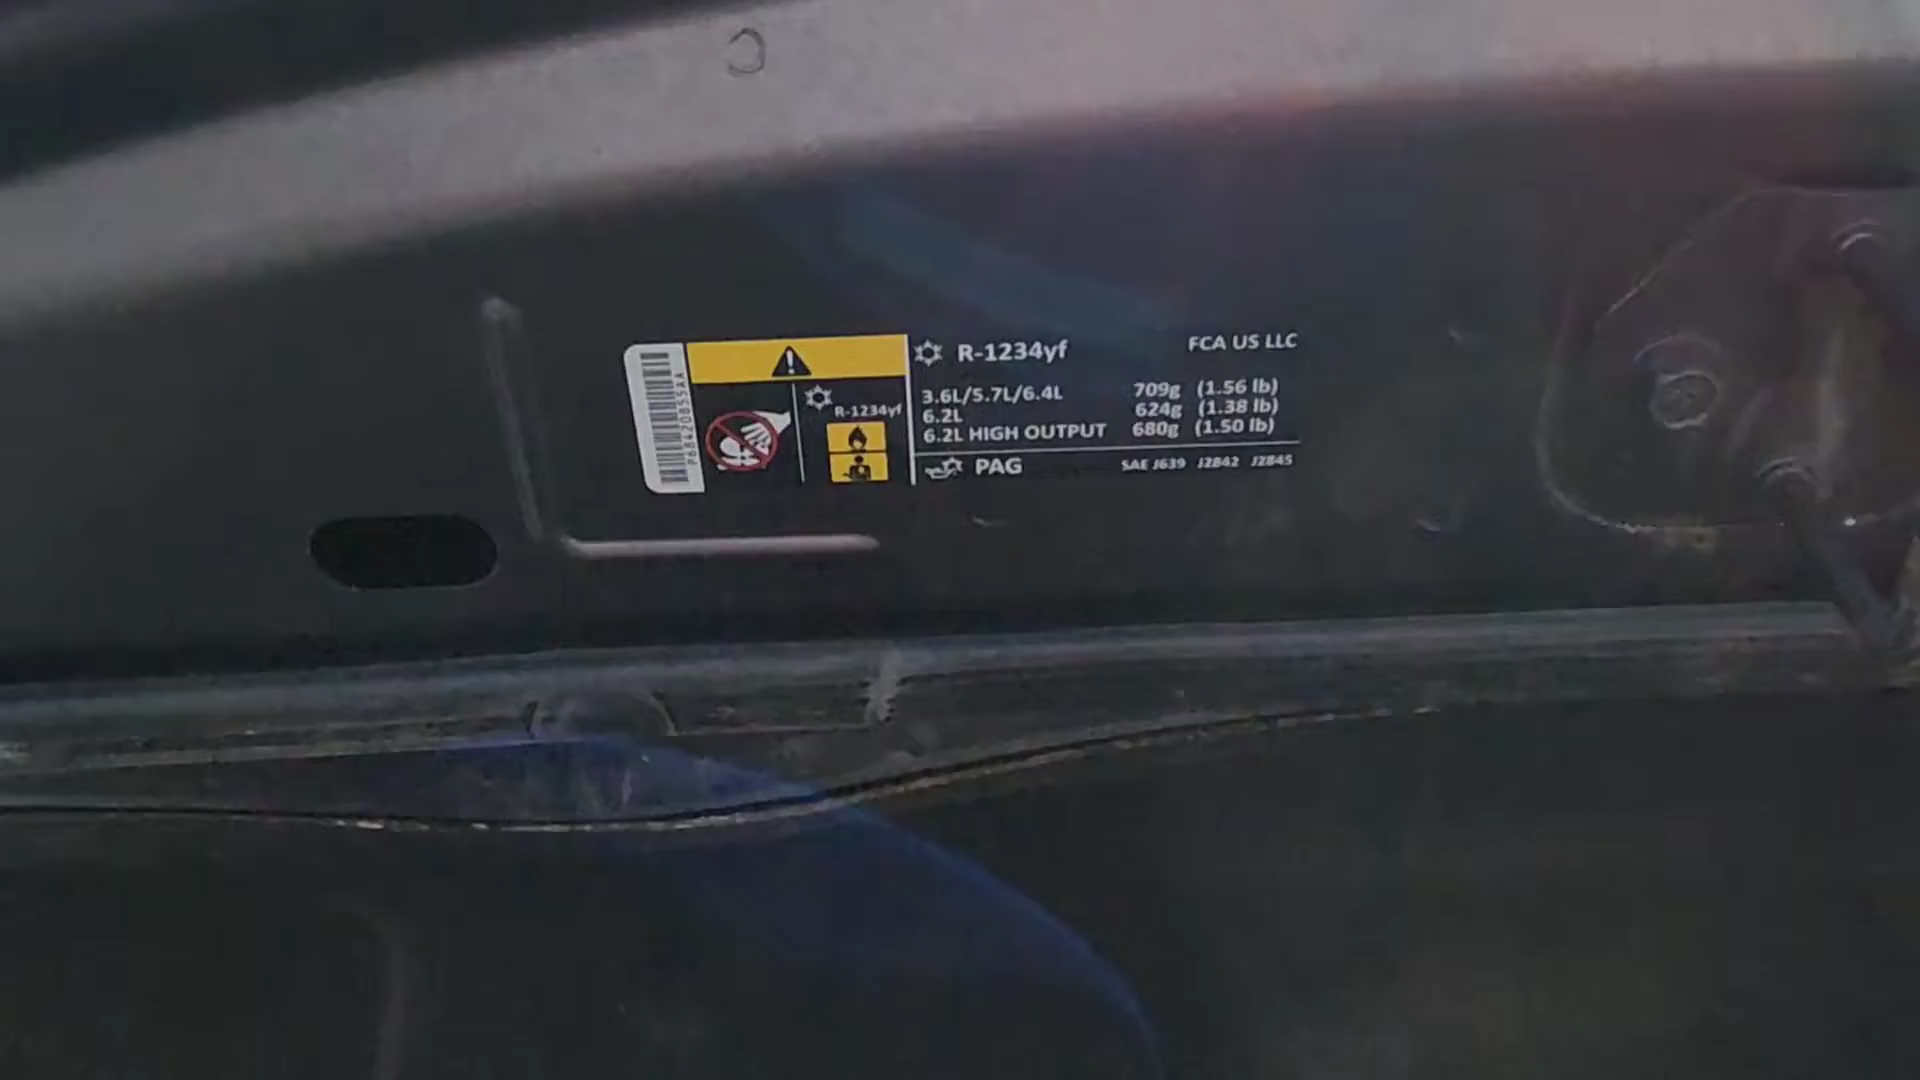 P68420855AA
R-1234yf
R-1234yf FCA US LLC
3.6L/5.7L/6.4L 709g (1.56 lb)
6.2L 624g (1.38 lb)
6.2L HIGH OUTPUT 680g (1.50 lb)
PAG SAE J639 J2842 J2845